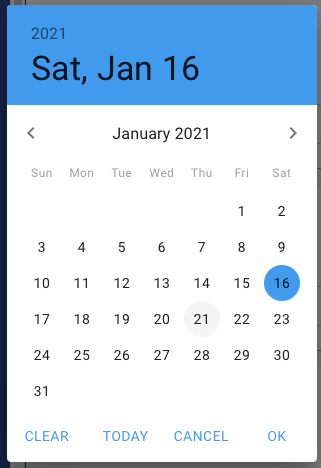 2021
Sat, Jan 16
January 2021
Sun Mon Tue Wed Thu Fri Sat
1 2
3 4 5 6 7 8 9
10 11 12 13 14 15 16
17 18 19 20 21 22 23
24 25 26 27 28 29 30
31
CLEAR TODAY CANCEL OK